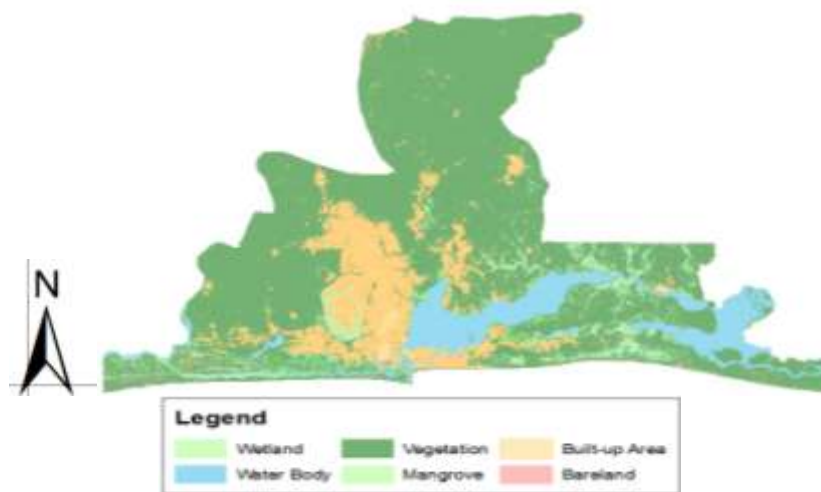 N
Legend
Wetland Vegetation Built-up Area
Water Body Mangrove Bareland